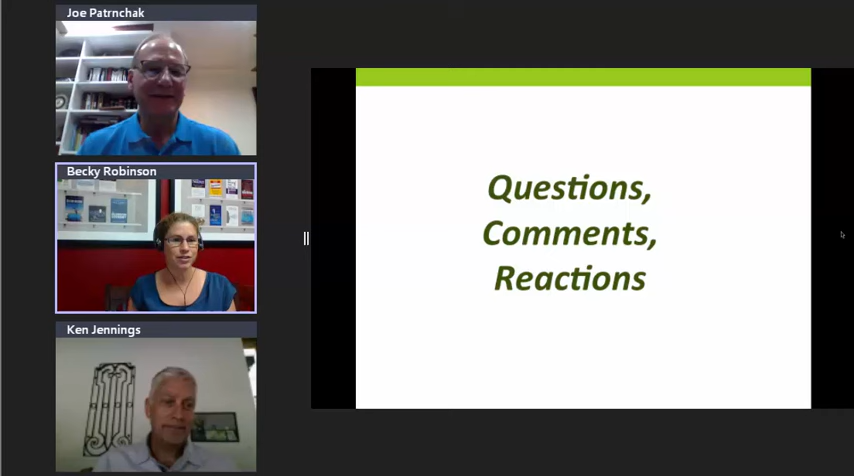 Joe Patrnchak
Becky Robinson
Ken Jennings
Questions,
Comments,
Reactions